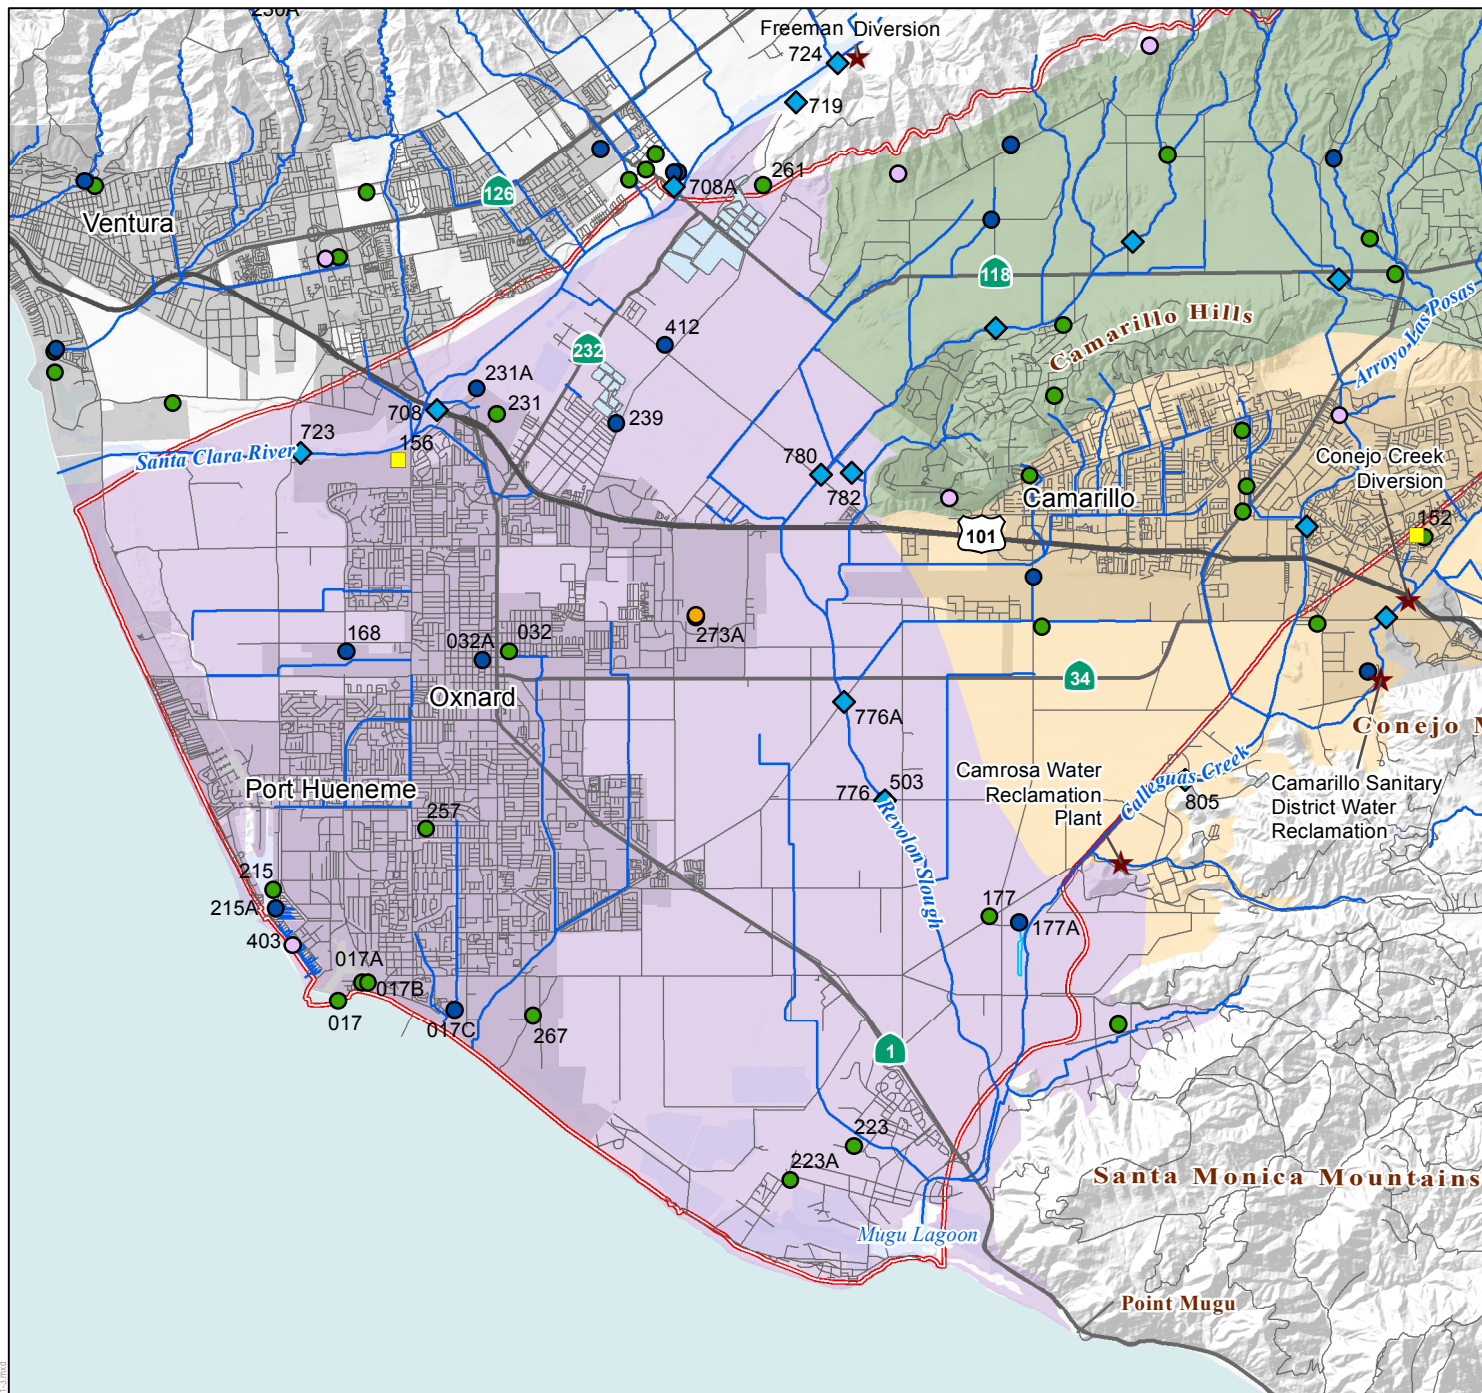 230A
Freeman Diversion
724
719
261
708A
126
Ventura
118
Camarillo Hills
Arroyo Las Posas
412
232
231A
231
708
239
723
156
Santa Clara River
780
782
Conejo Creek
Diversion
Camarillo
152
101
273A
168
032A
032
34
Oxnard
776A
Conejo M
Camrosa Water
Reclamation
Plant
Calleguas Creek
805
Camarillo Sanitary
District Water
Reclamation
Port Hueneme
776
503
Revolon Slough
257
215
215A
177
177A
403
017A
017B
017
017C
267
1
223
223A
Santa Monica Mountains
Mugu Lagoon
Point Mugu
1-3.mxd